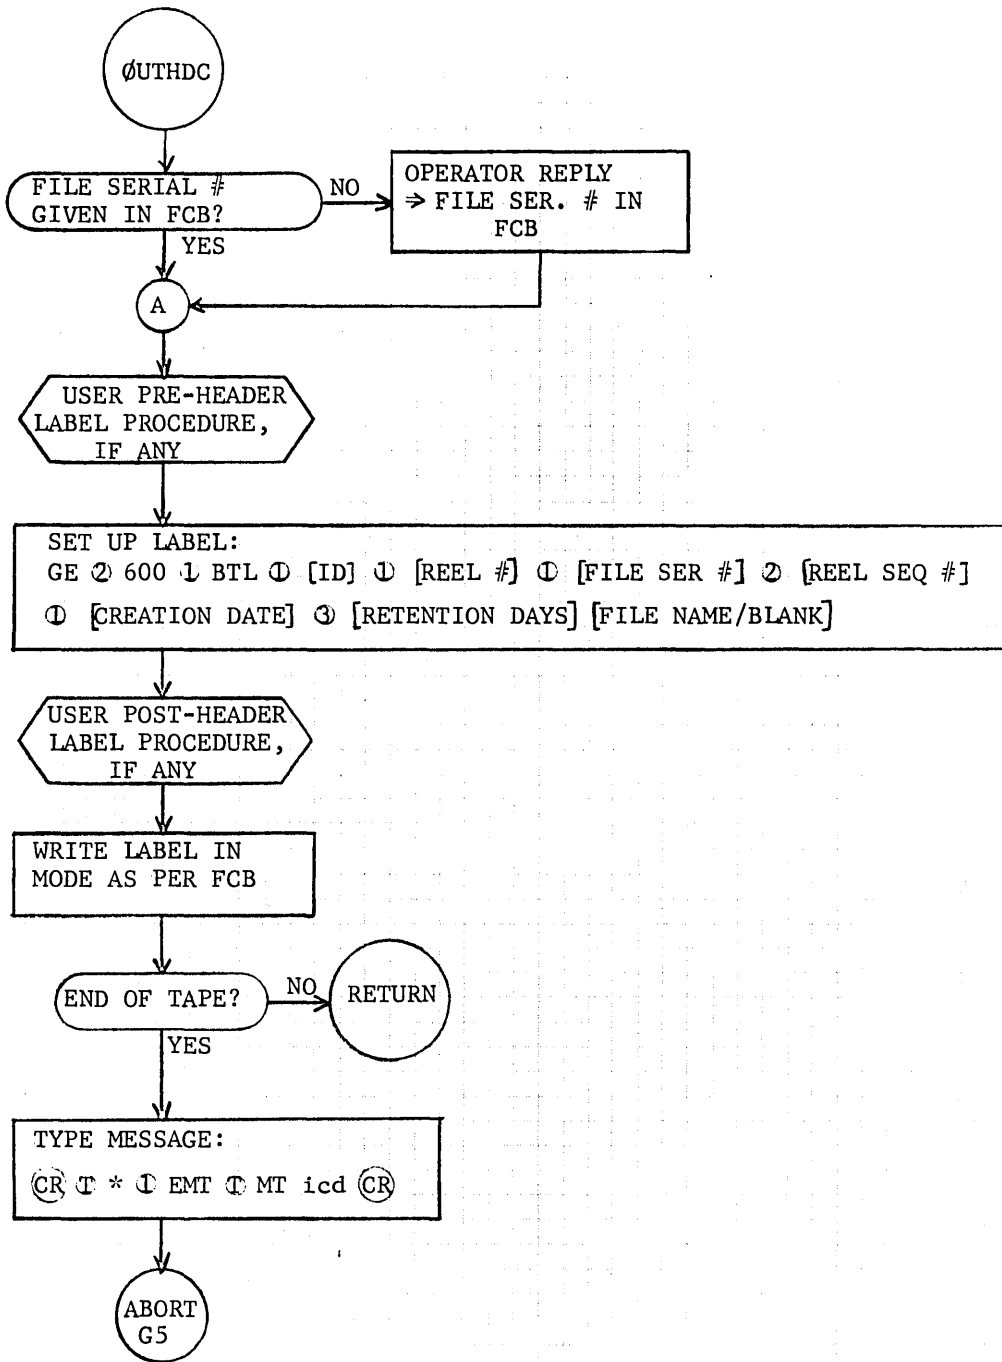 ØUTHDC
FILE SERIAL #
GIVEN IN FCB?
NO
OPERATOR REPLY
⇒ FILE SER. # IN
FCB
YES
A
USER PRE-HEADER
LABEL PROCEDURE,
IF ANY
SET UP LABEL:
GE ② 600 ① BTL ① [ID] ① [REEL #] ① [FILE SER #] ② [REEL SEQ #]
① [CREATION DATE] ③ [RETENTION DAYS] [FILE NAME/BLANK]
USER POST-HEADER
LABEL PROCEDURE,
IF ANY
WRITE LABEL IN
MODE AS PER FCB
END OF TAPE?
NO
RETURN
YES
TYPE MESSAGE:
CR ① * ① EMT ① MT icd CR
ABORT
G5